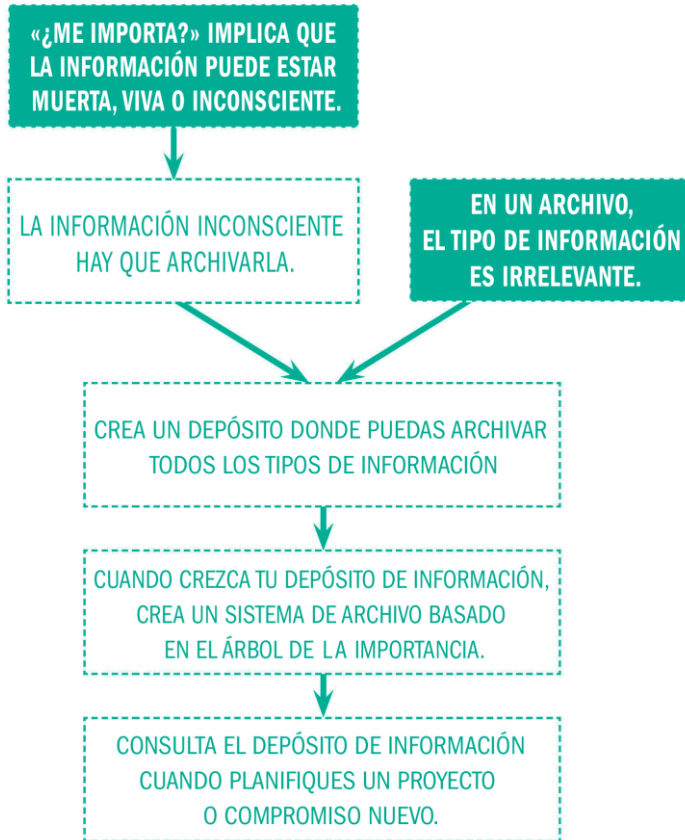 «¿ME IMPORTA?» IMPLICA QUE
LA INFORMACIÓN PUEDE ESTAR
MUERTA, VIVA O INCONSCIENTE.
LA INFORMACIÓN INCONSCIENTE
HAY QUE ARCHIVARLA.
EN UN ARCHIVO,
EL TIPO DE INFORMACIÓN
ES IRRELEVANTE.
CREA UN DEPÓSITO DONDE PUEDAS ARCHIVAR
TODOS LOS TIPOS DE INFORMACIÓN
CUANDO CREZCA TU DEPÓSITO DE INFORMACIÓN,
CREA UN SISTEMA DE ARCHIVO BASADO
EN EL ÁRBOL DE LA IMPORTANCIA.
CONSULTA EL DEPÓSITO DE INFORMACIÓN
CUANDO PLANIFIQUES UN PROYECTO
O COMPROMISO NUEVO.